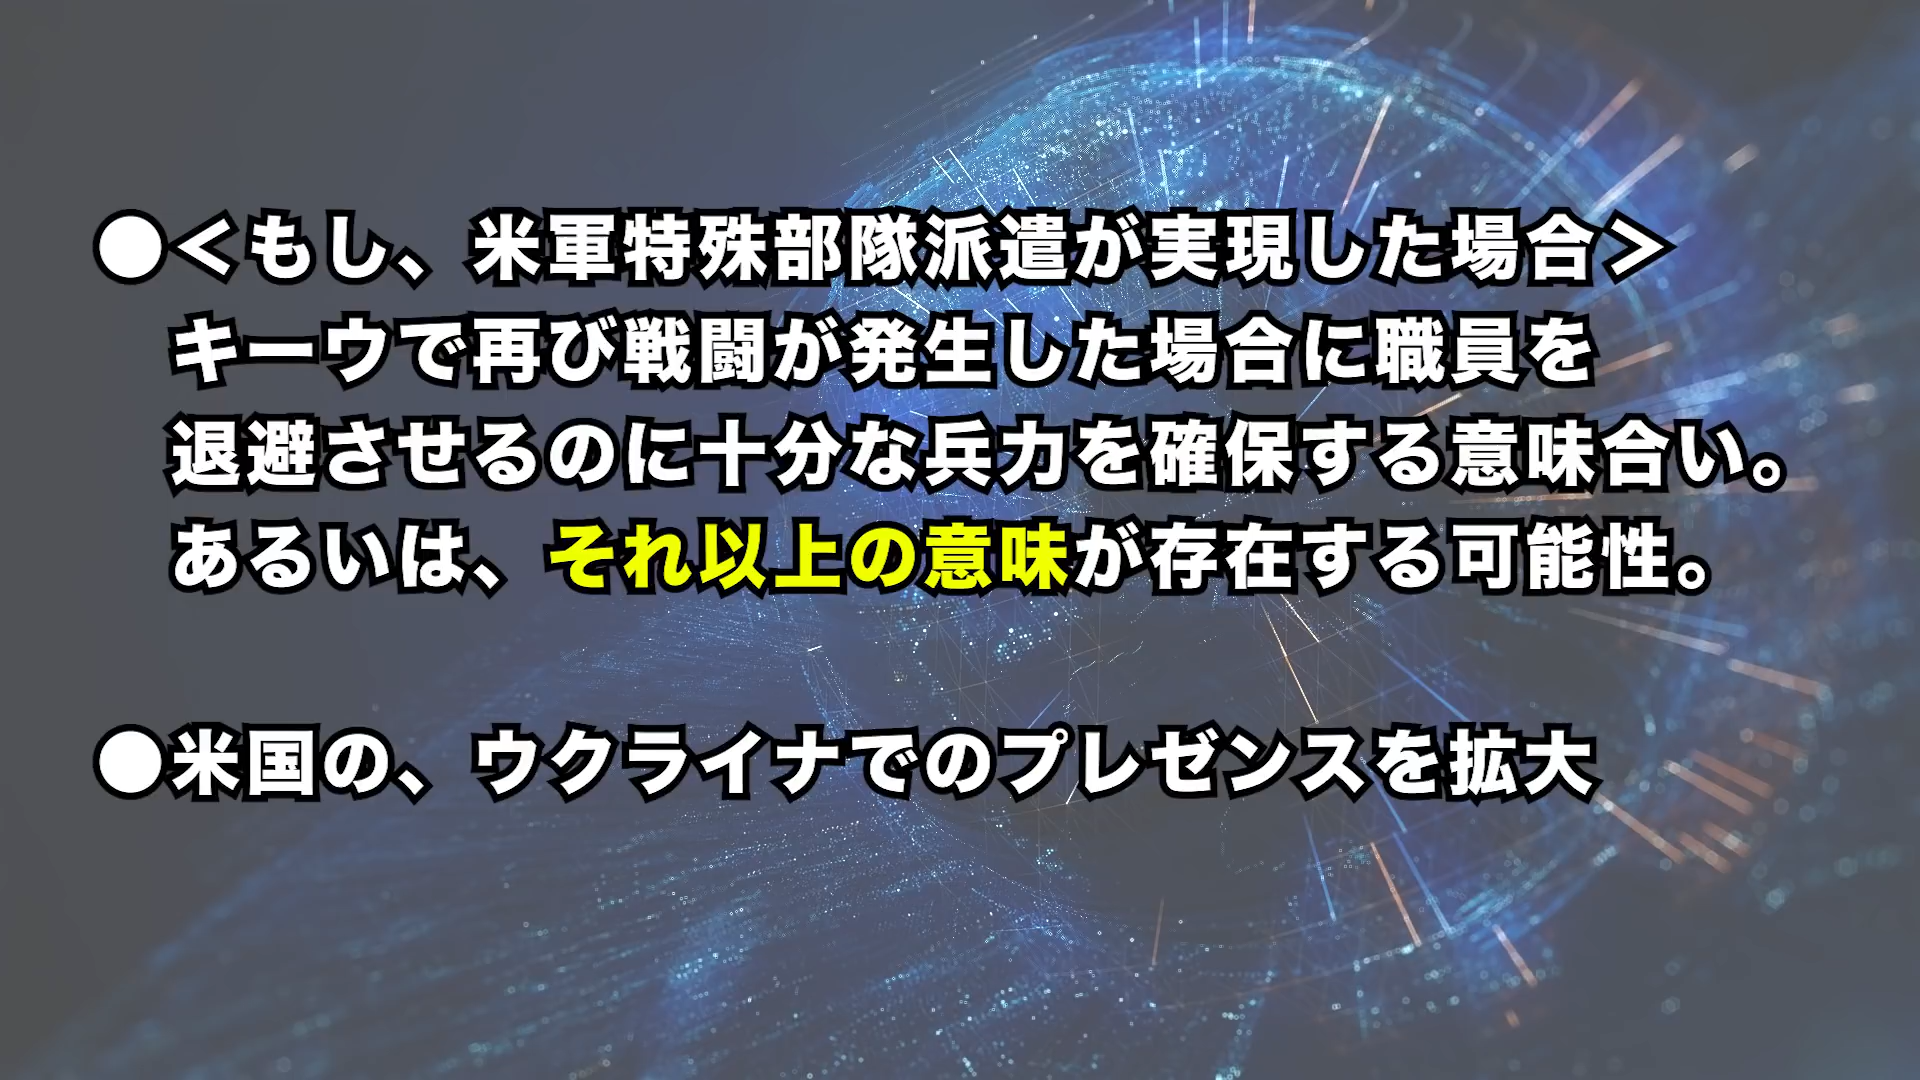 ●＜もし、米軍特殊部隊派遣が実現した場合＞
キーウで再び戦闘が発生した場合に職員を
退避させるのに十分な兵力を確保する意味合い。
あるいは、それ以上の意味が存在する可能性。
●米国の、ウクライナでのプレゼンスを拡大